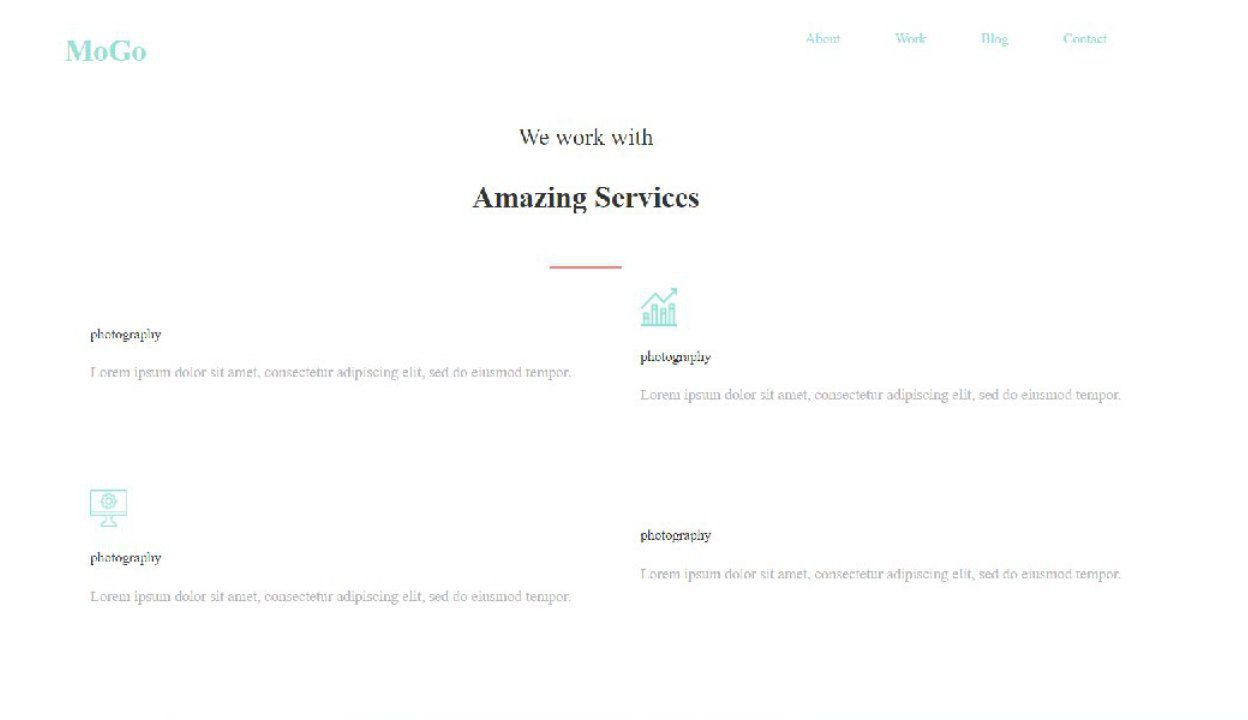 MoGo
About Work Blog Contact
We work with
Amazing Services
photography
Lorem ipsum dolor sit amet, consectetur adipiscing elit, sed do eiusmod tempor.
photography
Lorem ipsum dolor sit amet, consectetur adipiscing elit, sed do eiusmod tempor.
photography
Lorem ipsum dolor sit amet, consectetur adipiscing elit, sed do eiusmod tempor.
photography
Lorem ipsum dolor sit amet, consectetur adipiscing elit, sed do eiusmod tempor.